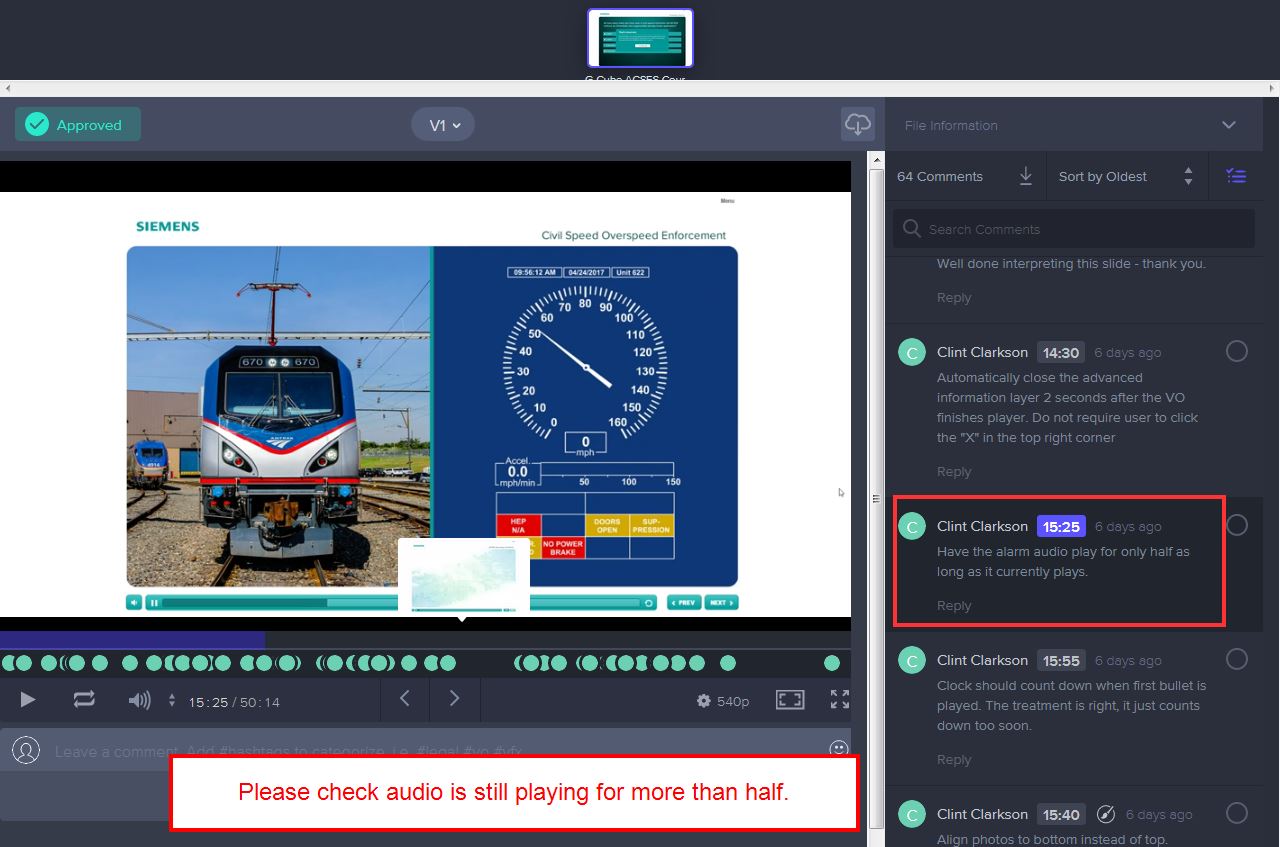 G Cube ACSES Cour
Approved
V1
File Information
64 Comments
Sort by Oldest
Search Comments
Menu
SIEMENS
Civil Speed Overspeed Enforcement
09:56:12 AM 04/24/2017 Unit 622
0 10 20 30 40 50 60 70 80 90 100 110 120 130 140 150 160
0
mph
Accel.
0.0
mph/min
50 100 150
HEP
N/A
DOORS
OPEN
SUP-
PRESSION
NO POWER
BRAKE
670 670
AMTRAK
4914
PREV
NEXT
15:25 / 50:14
540p
Leave a comment. Add #hashtags to categorize, i.e. #legal #vo #vfx
Please check audio is still playing for more than half.
Well done interpreting this slide - thank you.
Reply
C Clint Clarkson 14:30 6 days ago
Automatically close the advanced
information layer 2 seconds after the VO
finishes player. Do not require user to click
the "X" in the top right corner
Reply
C Clint Clarkson 15:25 6 days ago
Have the alarm audio play for only half as
long as it currently plays.
Reply
C Clint Clarkson 15:55 6 days ago
Clock should count down when first bullet is
played. The treatment is right, it just counts
down too soon.
Reply
C Clint Clarkson 15:40 6 days ago
Align photos to bottom instead of top.